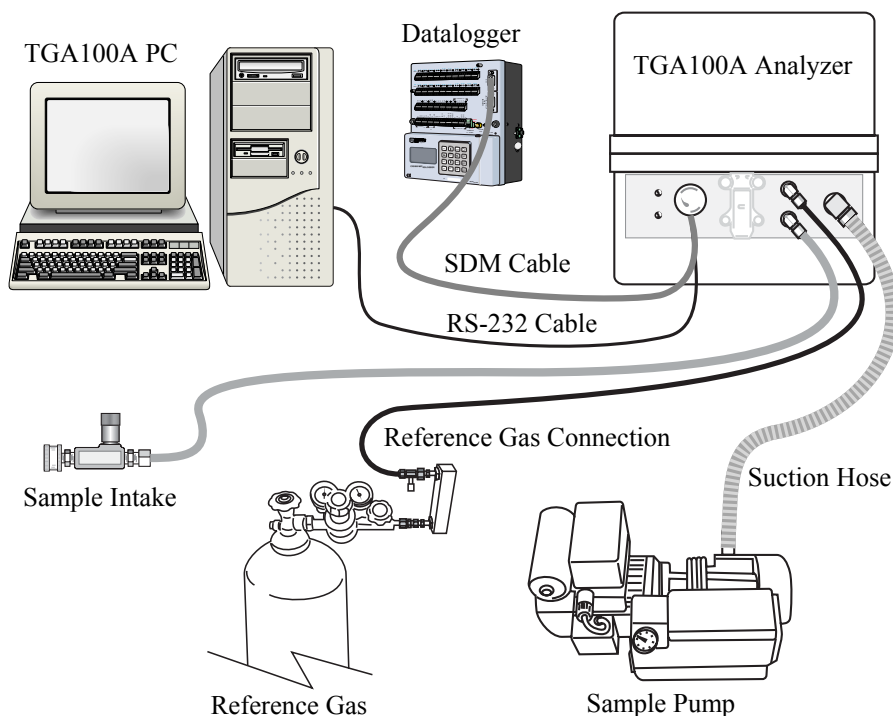 TGA100A PC
Datalogger
TGA100A Analyzer
SDM Cable
RS-232 Cable
Reference Gas Connection
Sample Intake
Suction Hose
Reference Gas
Sample Pump